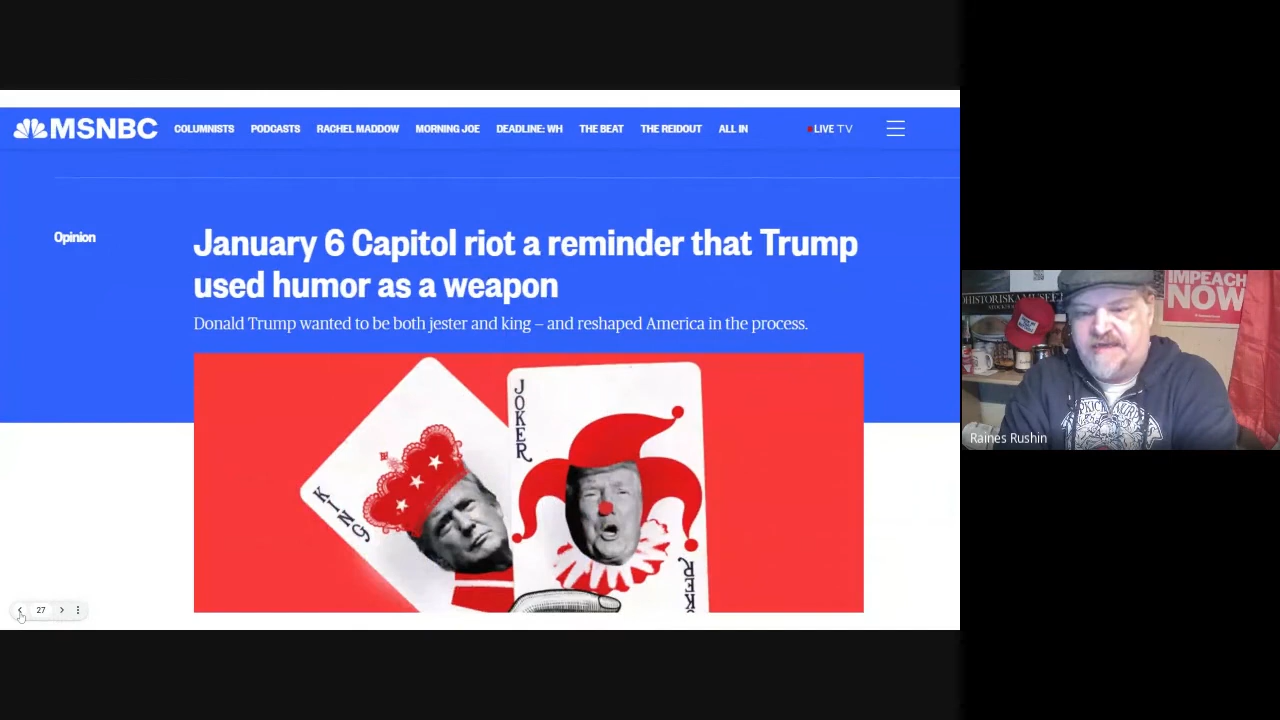 MSNBC
COLUMNISTS
PODCASTS
RACHEL MADDOW
MORNING JOE
DEADLINE: WH
THE BEAT
THE REIDOUT
ALL IN
LIVE TV
Opinion
January 6 Capitol riot a reminder that Trump
used humor as a weapon
Donald Trump wanted to be both jester and king – and reshaped America in the process.
KING
JOKER
KER
27
IMPEACH
NOW
Raines Rushin